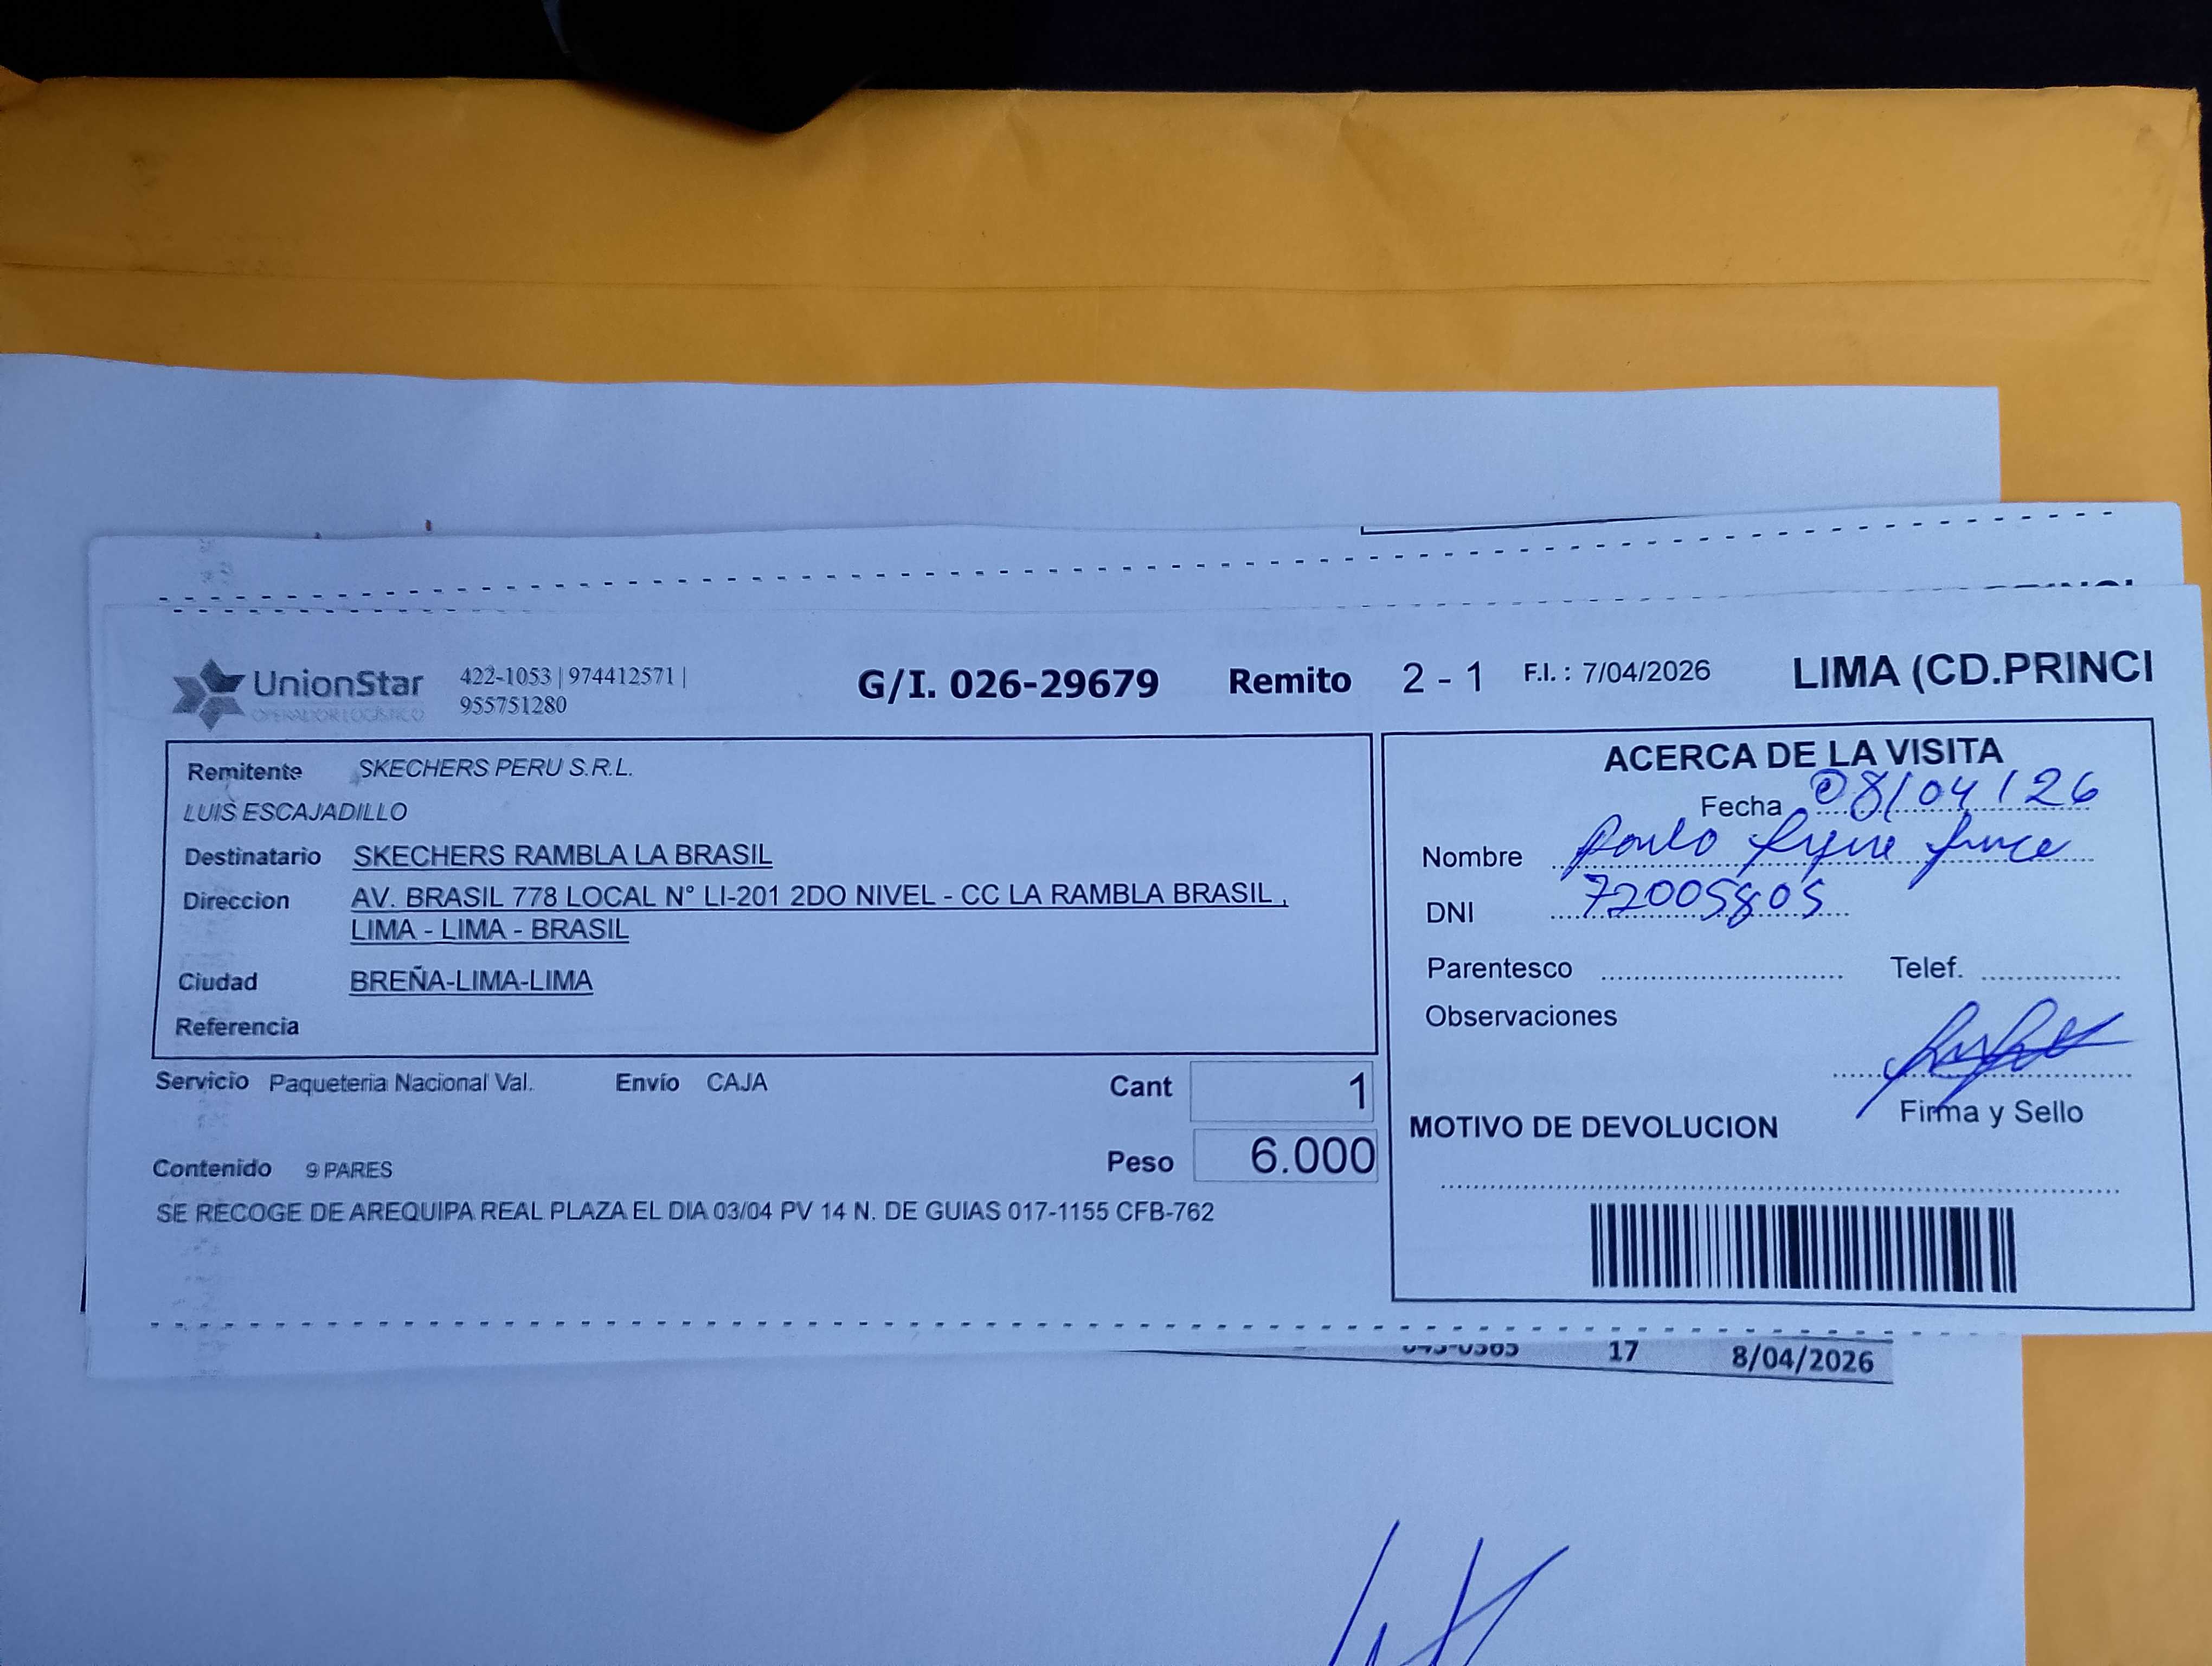 UnionStar
OPERADOR LOGÍSTICO
422-1053 | 974412571 |
955751280
G/I. 026-29679 Remito 2 - 1 F.I. : 7/04/2026 LIMA (CD.PRINCI
Remitente SKECHERS PERU S.R.L.
LUIS ESCAJADILLO
Destinatario SKECHERS RAMBLA LA BRASIL
Direccion AV. BRASIL 778 LOCAL N° LI-201 2DO NIVEL - CC LA RAMBLA BRASIL ,
LIMA - LIMA - BRASIL
Ciudad BREÑA-LIMA-LIMA
Referencia
Servicio Paqueteria Nacional Val. Envío CAJA Cant 1
Peso 6.000
Contenido 9 PARES
SE RECOGE DE AREQUIPA REAL PLAZA EL DIA 03/04 PV 14 N. DE GUIAS 017-1155 CFB-762
ACERCA DE LA VISITA
Fecha 08/04/26
Nombre
DNI 72005805
Parentesco Telef.
Observaciones
Firma y Sello
MOTIVO DE DEVOLUCION
17 8/04/2026